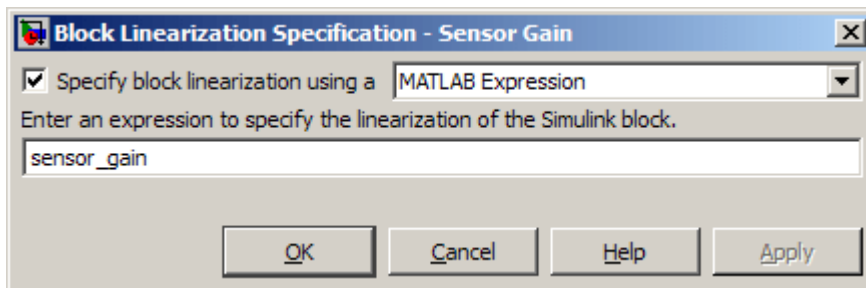 Block Linearization Specification - Sensor Gain
Specify block linearization using a MATLAB Expression
Enter an expression to specify the linearization of the Simulink block.
sensor_gain
OK Cancel Help Apply